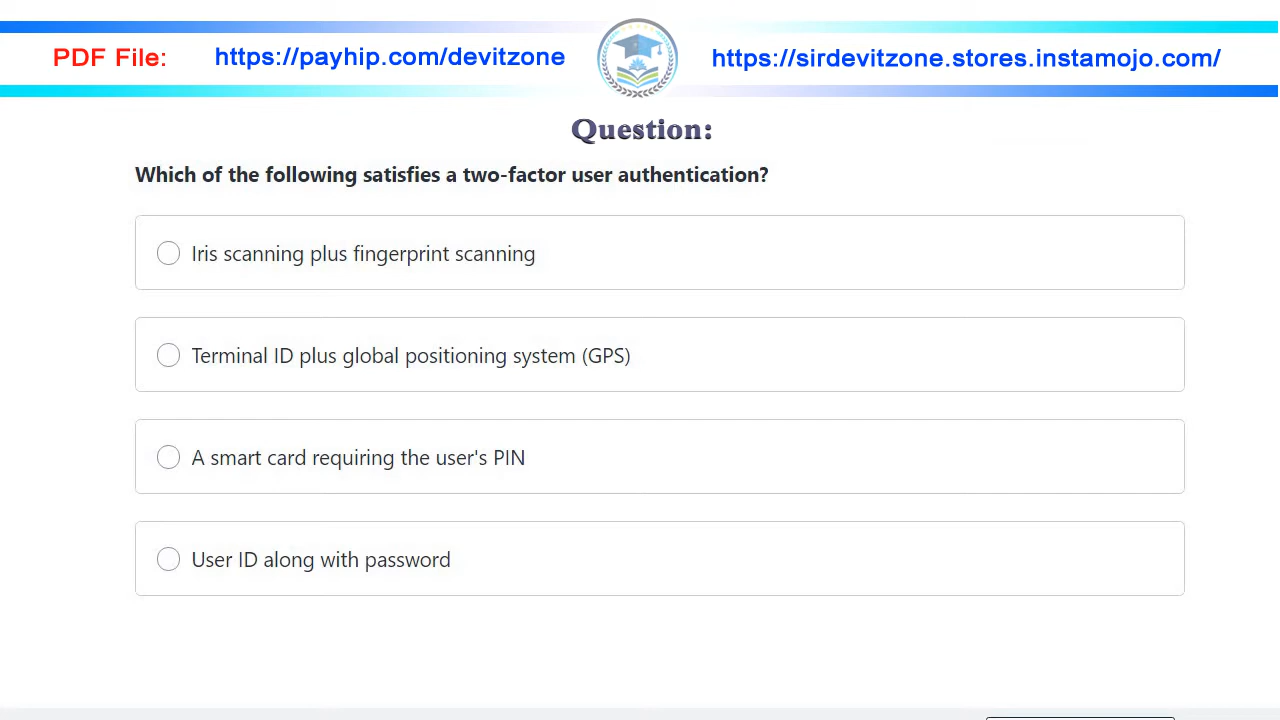 PDF File: https://payhip.com/devitzone https://sirdevitzone.stores.instamojo.com/
Question:
Which of the following satisfies a two-factor user authentication?
Iris scanning plus fingerprint scanning
Terminal ID plus global positioning system (GPS)
A smart card requiring the user's PIN
User ID along with password